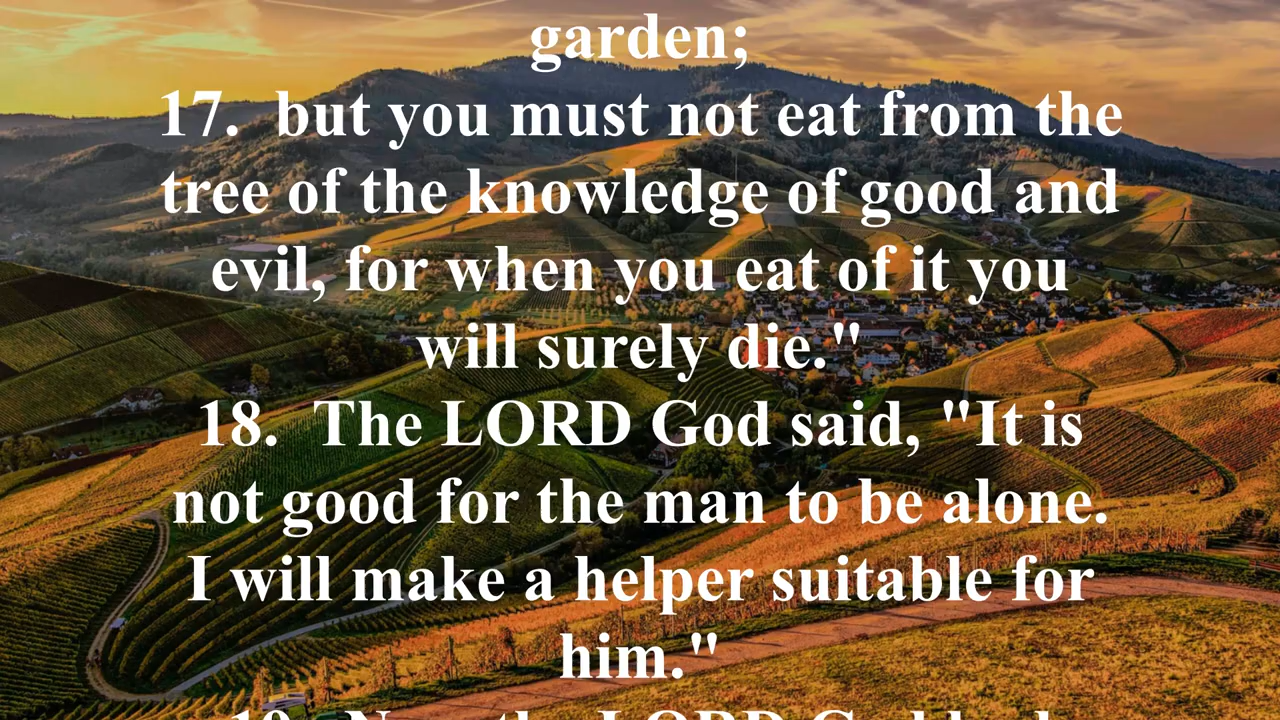 garden;
17. but you must not eat from the
tree of the knowledge of good and
evil, for when you eat of it you
will surely die."
18. The LORD God said, "It is
not good for the man to be alone.
I will make a helper suitable for
him."